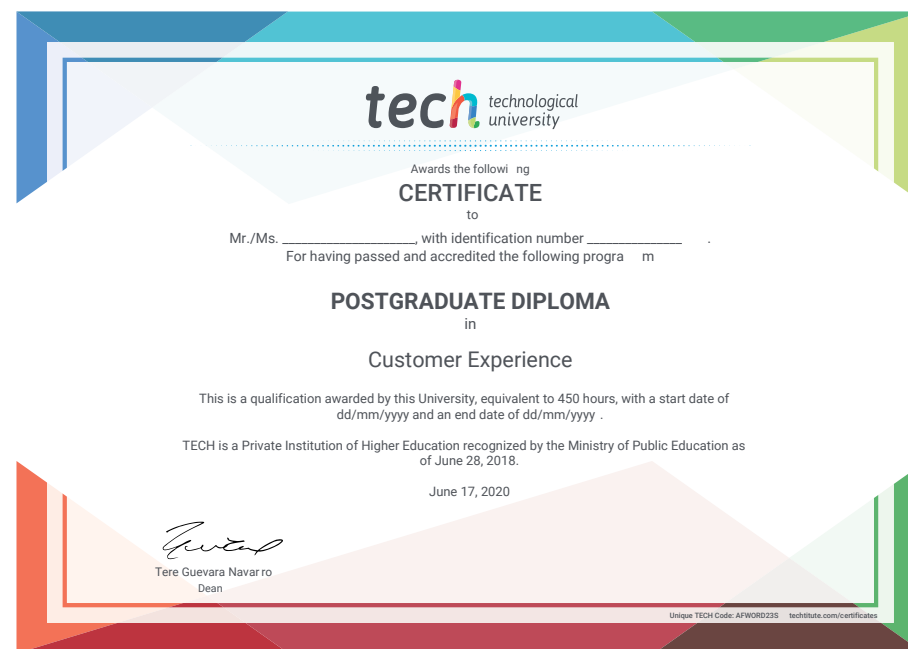 tech technological
university
Awards the followi ng
CERTIFICATE
to
Mr./Ms. _____________________, with identification number _______________ .
For having passed and accredited the following progra m
POSTGRADUATE DIPLOMA
in
Customer Experience
This is a qualification awarded by this University, equivalent to 450 hours, with a start date of
dd/mm/yyyy and an end date of dd/mm/yyyy .
TECH is a Private Institution of Higher Education recognized by the Ministry of Public Education as
of June 28, 2018.
June 17, 2020
Tere Guevara Navar ro
Dean
Unique TECH Code: AFWORD23S techtitute.com/certificates